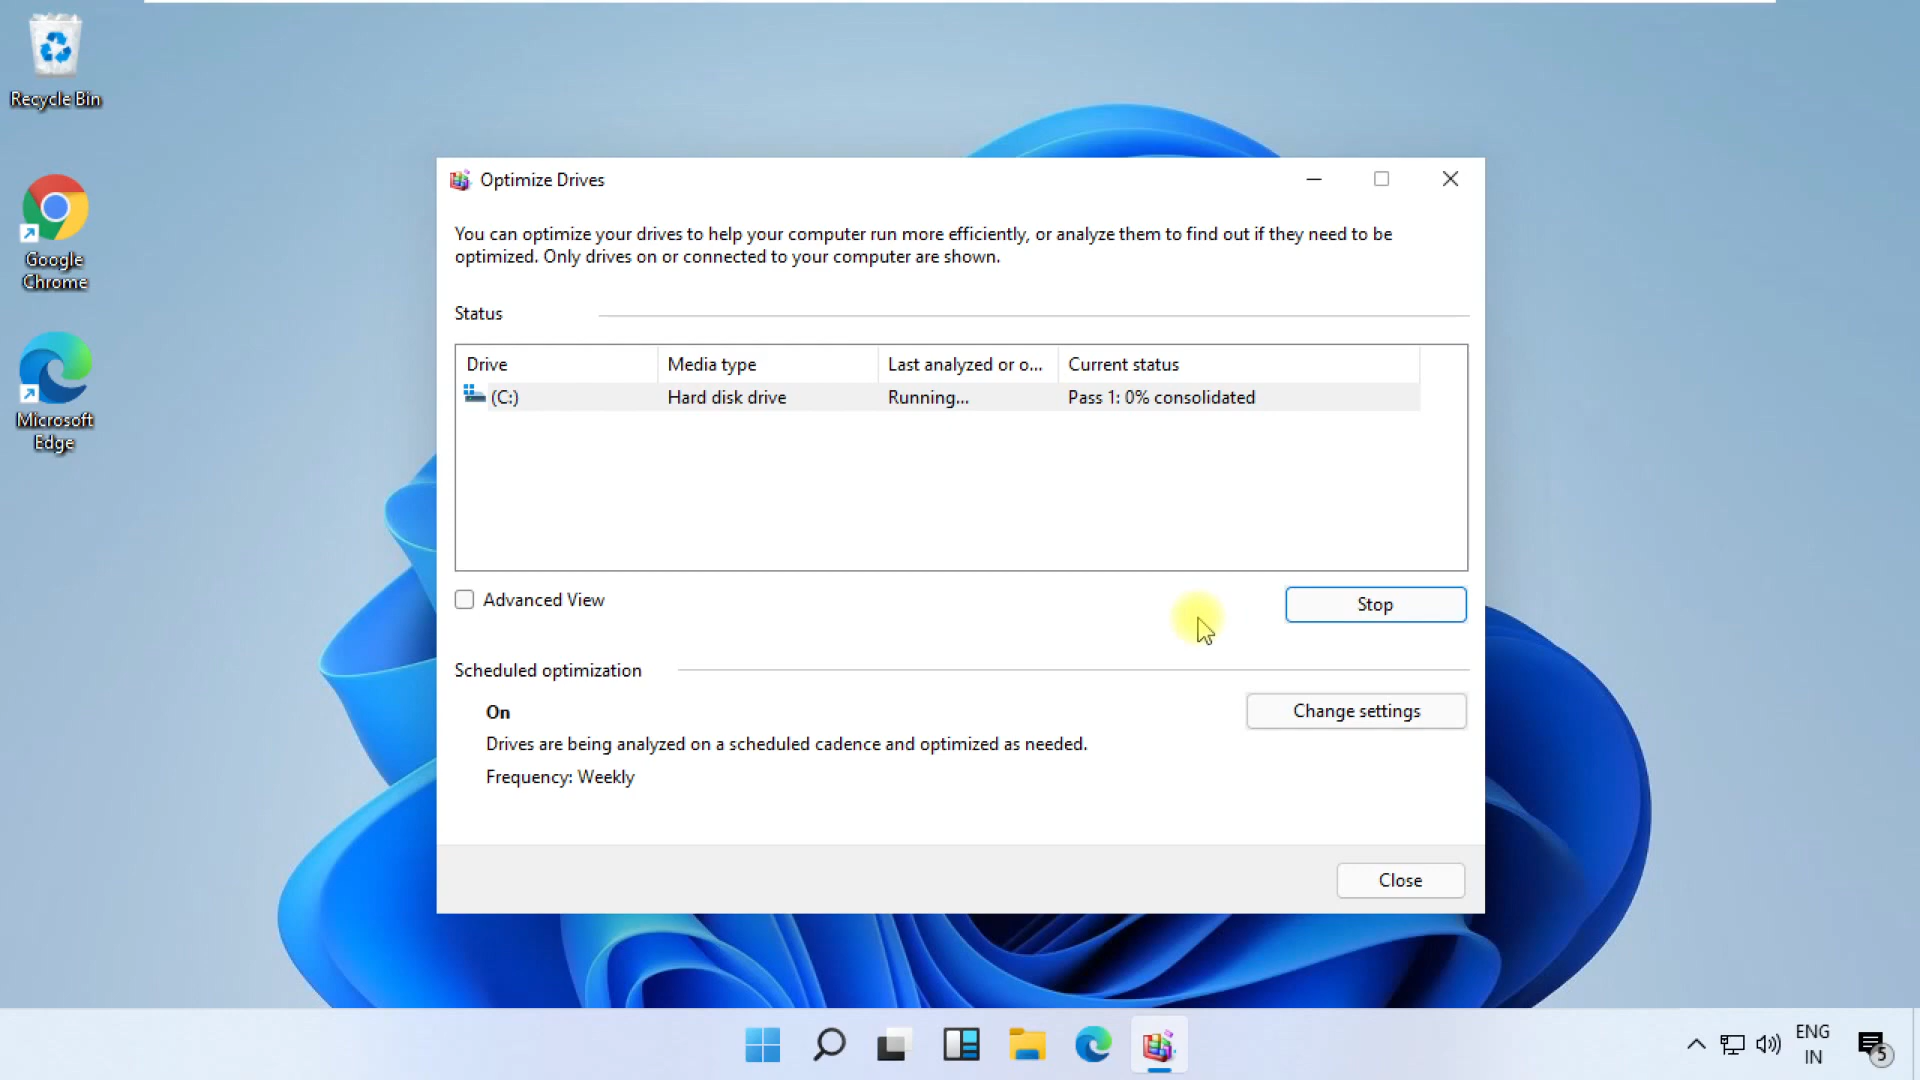 Recycle Bin
Google
Chrome
Microsoft
Edge
Optimize Drives
You can optimize your drives to help your computer run more efficiently, or analyze them to find out if they need to be
optimized. Only drives on or connected to your computer are shown.
Status
Drive Media type Last analyzed or o... Current status
(C:) Hard disk drive Running... Pass 1: 0% consolidated
Advanced View
Stop
Scheduled optimization
On
Change settings
Drives are being analyzed on a scheduled cadence and optimized as needed.
Frequency: Weekly
Close
ENG
IN
5